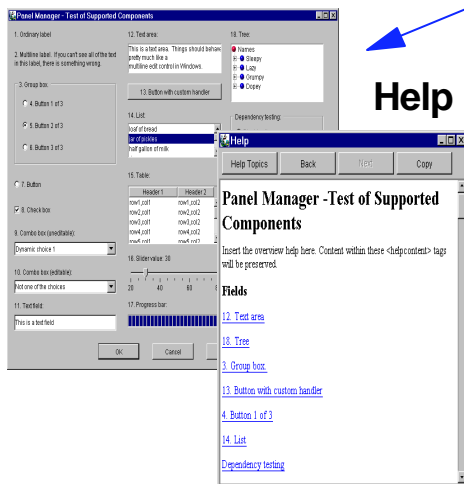 Panel Manager - Test of Supported Components
1. Ordinary label
2. Multiline label. If you can't see all of the text
in this label, there is something wrong.
3. Group box
4. Button 1 of 3
5. Button 2 of 3
6. Button 3 of 3
7. Button
8. Check box
9. Combo box (uneditable):
Dynamic choice 1
10. Combo box (editable):
Not one of the choices
11. Text field:
This is a text field
12. Text area:
This is a text area. Things should behave
pretty much like a
multiline edit control in Windows.
13. Button with custom handler
14. List:
loaf of bread
jar of pickles
half gallon of milk
15. Table:
Header 1 Header 2
row1,col1 row1,col2
row2,col1 row2,col2
row3,col1 row3,col2
row4,col1 row4,col2
row5,col1 row5,col2
16. Slider value: 30
20 40 60
17. Progress bar:
18. Tree:
Names
Sleepy
Lazy
Grumpy
Dopey
Dependency testing:
OK Cancel
Help
Help
Help Topics Back Next Copy
Panel Manager -Test of Supported
Components
Insert the overview help here. Content within these <helpcontent> tags
will be preserved.
Fields
12. Text area
18. Tree
3. Group box.
13. Button with custom handler
4. Button 1 of 3
14. List
Dependency testing